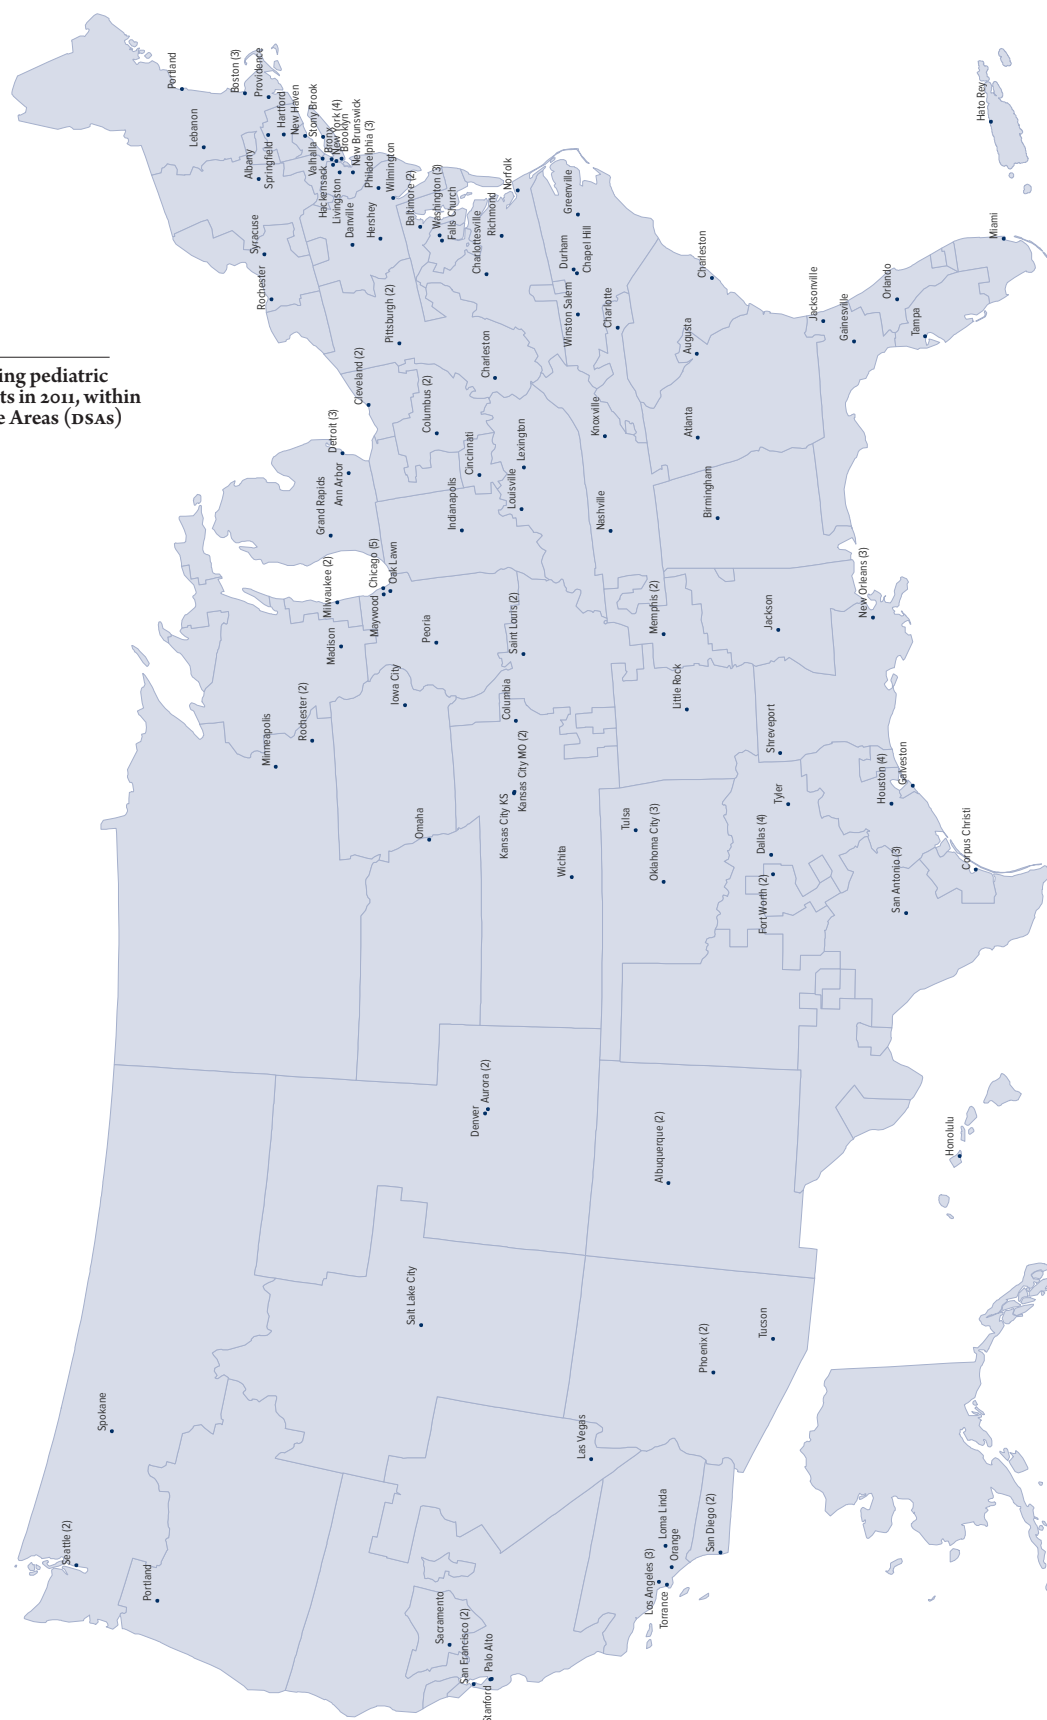 ing pediatric
ts in 2011, within
e Areas (DSAs)
Portland
Boston (3)
Providence
Lebanon
Hartford
New Haven
Albany
Springfield
Stony Brook
Valhalla
Bronx
New York (4)
Brooklyn
New Brunswick
Hackensack
Livingston
Philadelphia (3)
Wilmington
Danville
Hershey
Syracuse
Rochester
Baltimore (2)
Washington (3)
Falls Church
Norfolk
Richmond
Charlottesville
Pittsburgh (2)
Greenville
Durham
Chapel Hill
Winston Salem
Charlotte
Charleston
Charleston
Augusta
Jacksonville
Gainesville
Orlando
Tampa
Miami
Hato Rey
Cleveland (2)
Columbus (2)
Cincinnati
Detroit (3)
Ann Arbor
Grand Rapids
Lexington
Louisville
Indianapolis
Knoxville
Nashville
Atlanta
Birmingham
Milwaukee (2)
Madison
Chicago (5)
Oak Lawn
Maywood
Peoria
Saint Louis (2)
Memphis (2)
Jackson
New Orleans (3)
Iowa City
Columbia
Little Rock
Shreveport
Rochester (2)
Minneapolis
Kansas City MO (2)
Kansas City KS
Omaha
Wichita
Tulsa
Oklahoma City (3)
Tyler
Dallas (4)
Fort Worth (2)
Houston (4)
Galveston
San Antonio (3)
Corpus Christi
Aurora (2)
Denver
Albuquerque (2)
Honolulu
Salt Lake City
Phoenix (2)
Tucson
Spokane
Las Vegas
Seattle (2)
Portland
Loma Linda
Orange
Los Angeles (3)
Torrance
San Diego (2)
Sacramento
San Francisco (2)
Palo Alto
Stanford